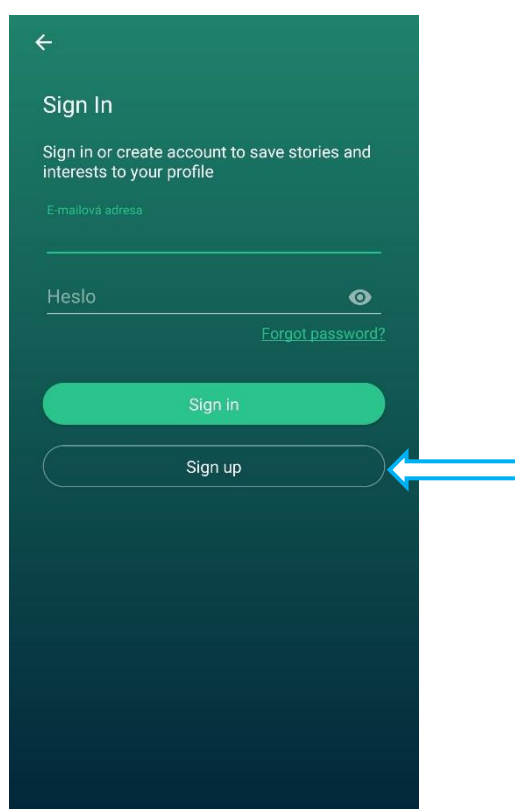 Sign In
Sign in or create account to save stories and
interests to your profile
E-mailová adresa
Heslo
Forgot password?
Sign in
Sign up